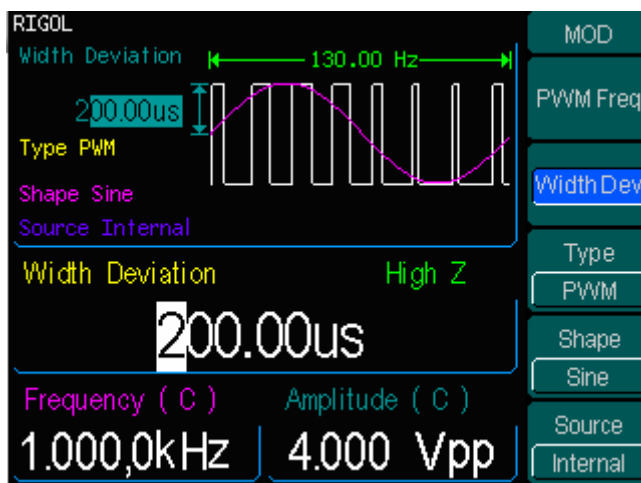 RIGOL
Width Deviation
130.00 Hz
200.00us
Type PWM
Shape Sine
Source Internal
Width Deviation High Z
200.00us
Frequency ( C ) Amplitude ( C )
1.000,0kHz 4.000 Vpp
MOD
PWM Freq
Width Dev
Type
PWM
Shape
Sine
Source
Internal